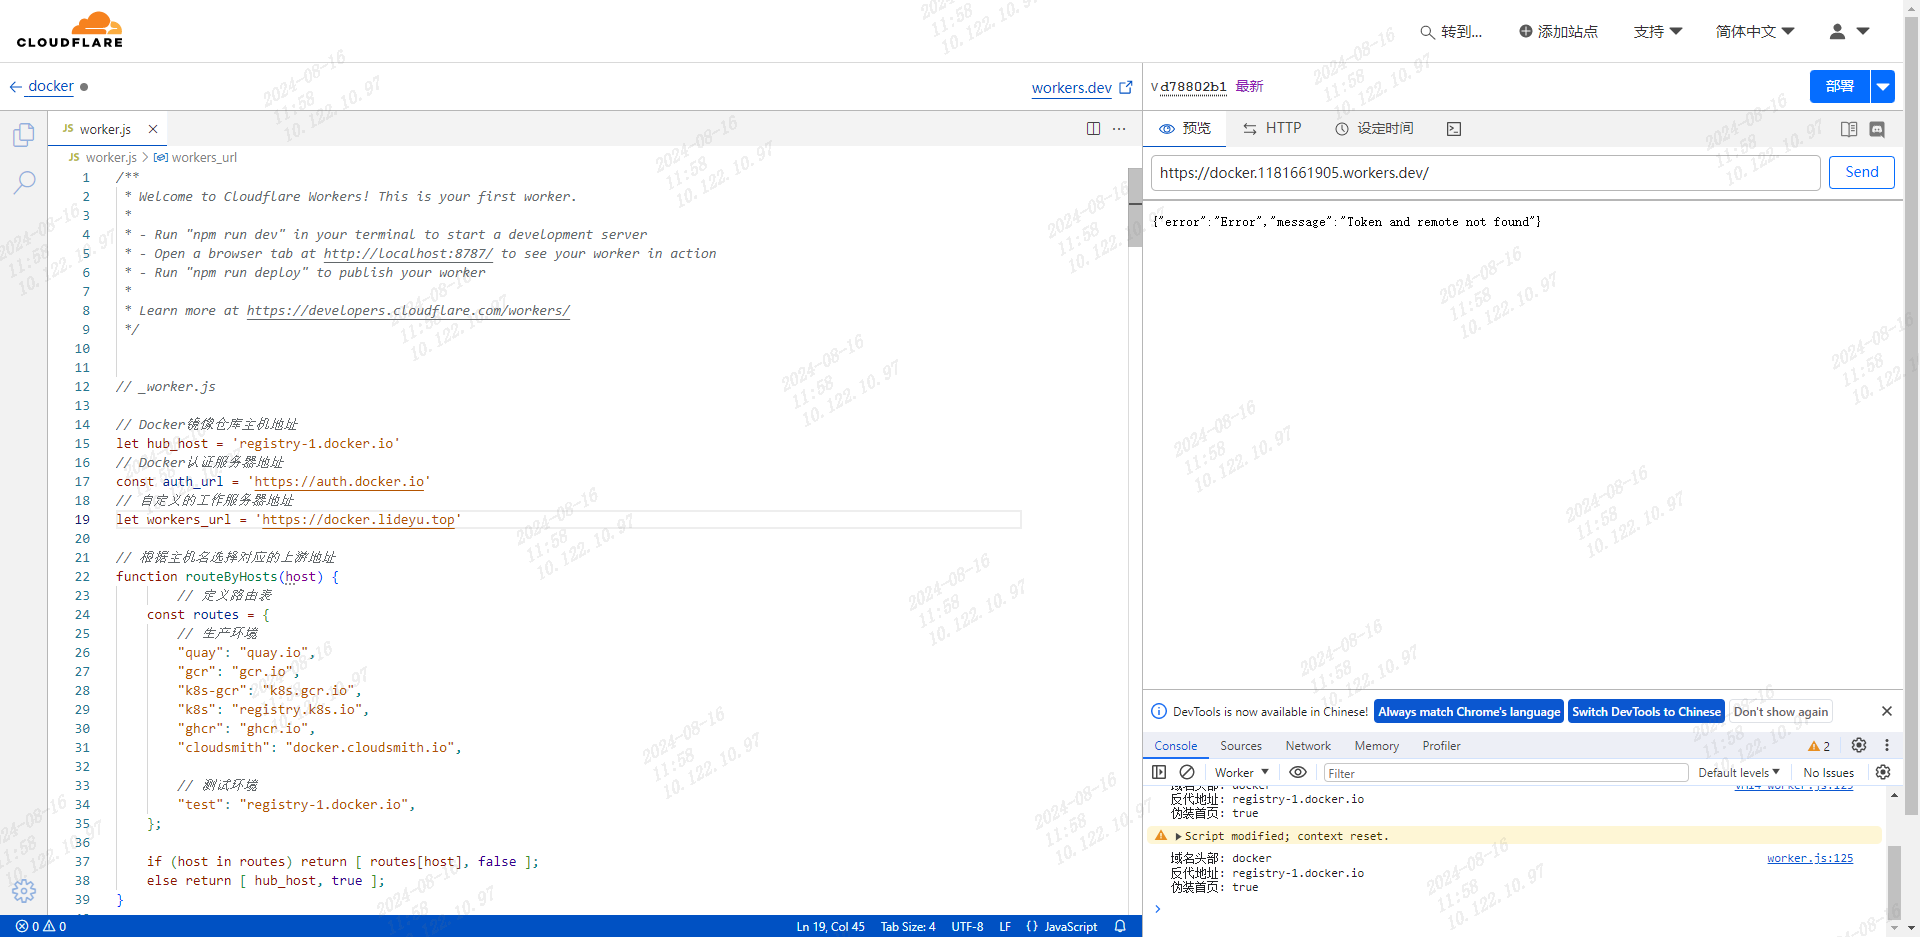 CLOUDFLARE
转到...
添加站点
支持
简体中文
docker
workers.dev
v d78802b1 最新
部署
JS worker.js
预览
HTTP
设定时间
JS worker.js > workers_url
https://docker.1181661905.workers.dev/
Send
{"error":"Error","message":"Token and remote not found"}
1 /**
2 * Welcome to Cloudflare Workers! This is your first worker.
3 *
4 * - Run "npm run dev" in your terminal to start a development server
5 * - Open a browser tab at http://localhost:8787/ to see your worker in action
6 * - Run "npm run deploy" to publish your worker
7 *
8 * Learn more at https://developers.cloudflare.com/workers/
9 */
10
11
12 // _worker.js
13
14 // Docker镜像仓库主机地址
15 let hub_host = 'registry-1.docker.io'
16 // Docker认证服务器地址
17 const auth_url = 'https://auth.docker.io'
18 // 自定义的工作服务器地址
19 let workers_url = 'https://docker.lideyu.top'
20
21 // 根据主机名选择对应的上游地址
22 function routeByHosts(host) {
23 // 定义路由表
24 const routes = {
25 // 生产环境
26 "quay": "quay.io",
27 "gcr": "gcr.io",
28 "k8s-gcr": "k8s.gcr.io",
29 "k8s": "registry.k8s.io",
30 "ghcr": "ghcr.io",
31 "cloudsmith": "docker.cloudsmith.io",
32
33 // 测试环境
34 "test": "registry-1.docker.io",
35 };
36
37 if (host in routes) return [ routes[host], false ];
38 else return [ hub_host, true ];
39 }
DevTools is now available in Chinese!
Always match Chrome's language
Switch DevTools to Chinese
Don't show again
Console
Sources
Network
Memory
Profiler
2
Worker
Filter
Default levels
No Issues
域名头部: docker
反代地址: registry-1.docker.io
伪装首页: true
Script modified; context reset.
域名头部: docker
worker.js:125
反代地址: registry-1.docker.io
伪装首页: true
0 0
Ln 19, Col 45
Tab Size: 4
UTF-8
LF
{} JavaScript
2024-08-16
11:58
10.122.10.97